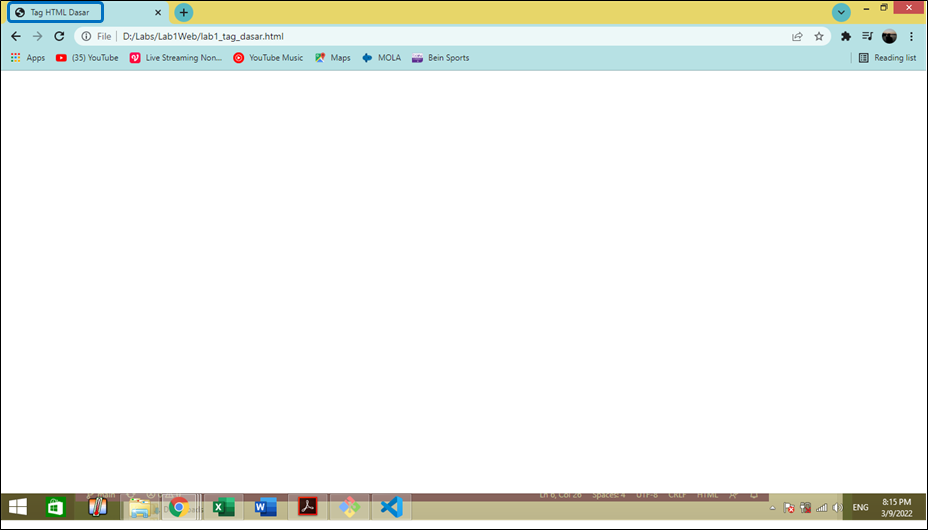 Tag HTML Dasar
File D:/Labs/Lab1Web/lab1_tag_dasar.html
Apps (35) YouTube Live Streaming Non... YouTube Music Maps MOLA Bein Sports Reading list
main Ln 6, Col 26 Spaces: 4 UTF-8 CRLF HTML
ENG 8:15 PM
3/9/2022